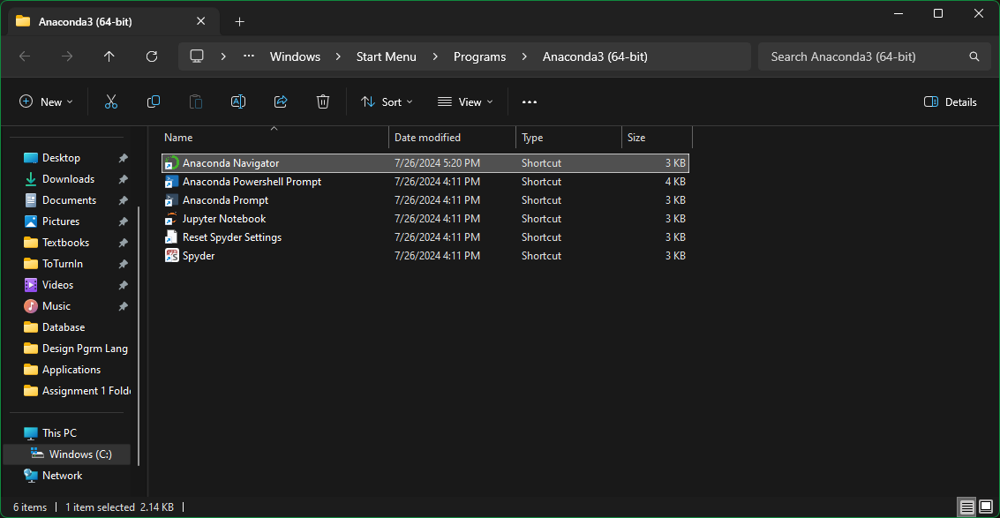 Anaconda3 (64-bit)
Windows Start Menu Programs Anaconda3 (64-bit) Search Anaconda3 (64-bit)
New Sort View Details
Name Date modified Type Size
Anaconda Navigator 7/26/2024 5:20 PM Shortcut 3 KB
Anaconda Powershell Prompt 7/26/2024 4:11 PM Shortcut 4 KB
Anaconda Prompt 7/26/2024 4:11 PM Shortcut 3 KB
Jupyter Notebook 7/26/2024 4:11 PM Shortcut 3 KB
Reset Spyder Settings 7/26/2024 4:11 PM Shortcut 3 KB
Spyder 7/26/2024 4:11 PM Shortcut 3 KB
Desktop
Downloads
Documents
Pictures
Textbooks
ToTurnIn
Videos
Music
Database
Design Pgrm Lang
Applications
Assignment 1 Folde
This PC
Windows (C:)
Network
6 items 1 item selected 2.14 KB